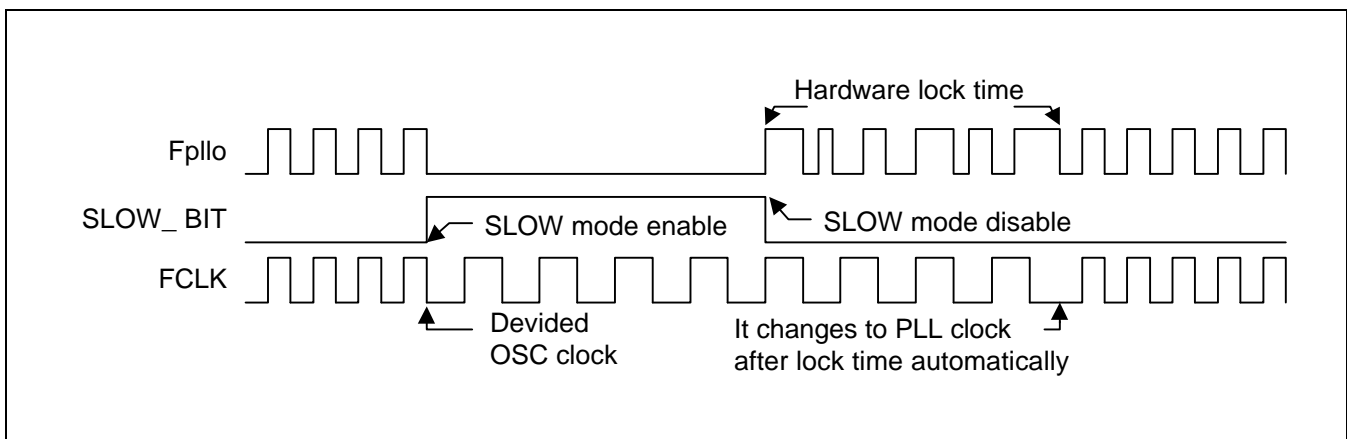 Hardware lock time
Fpllo
SLOW_ BIT
SLOW mode enable
SLOW mode disable
FCLK
Devided
OSC clock
It changes to PLL clock
after lock time automatically